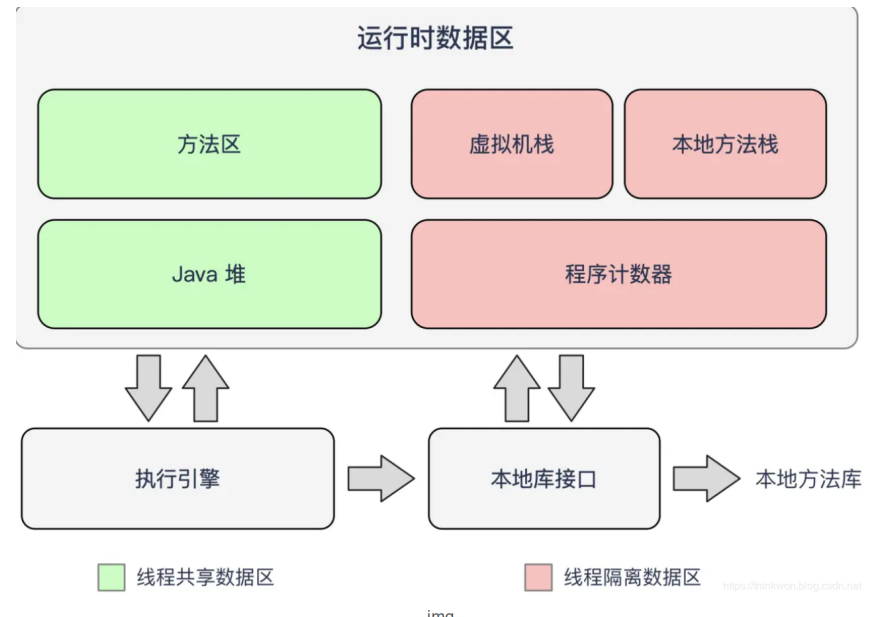 运行时数据区
方法区
虚拟机栈
本地方法栈
Java 堆
程序计数器
执行引擎
本地库接口
本地方法库
线程共享数据区
线程隔离数据区
https://thinkwon.blog.csdn.net
img